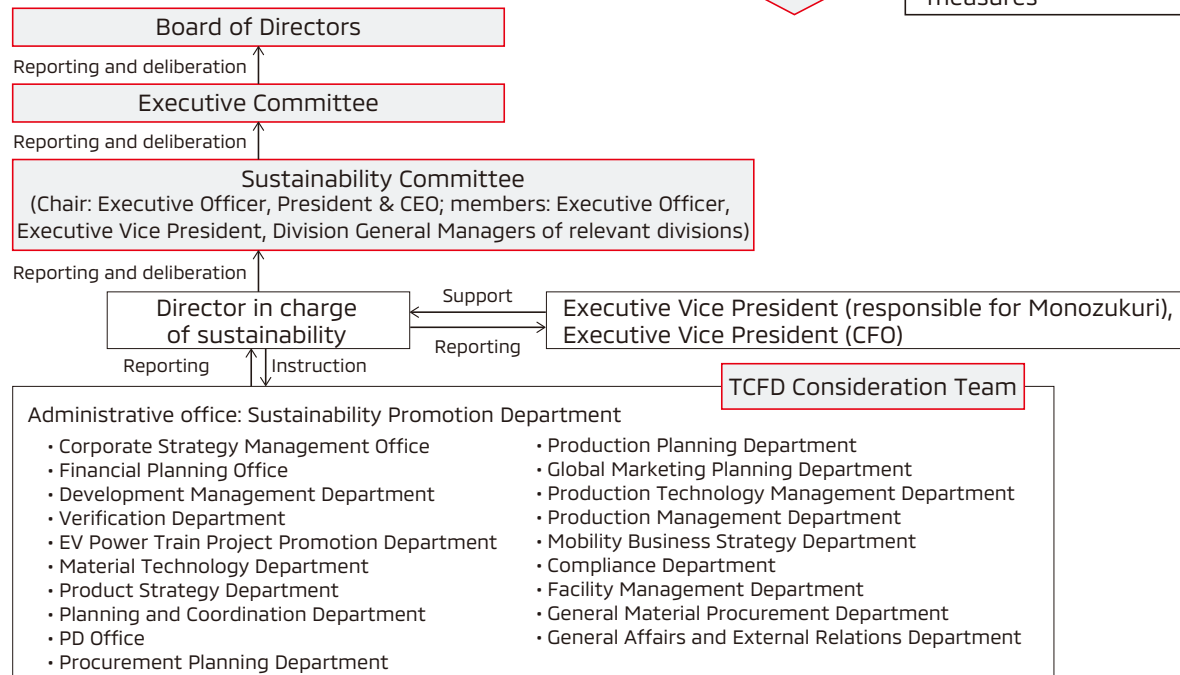 measures
Board of Directors
Reporting and deliberation
Executive Committee
Reporting and deliberation
Sustainability Committee
(Chair: Executive Officer, President & CEO; members: Executive Officer,
Executive Vice President, Division General Managers of relevant divisions)
Reporting and deliberation
Director in charge
of sustainability
Support
Reporting
Executive Vice President (responsible for Monozukuri),
Executive Vice President (CFO)
Reporting
Instruction
TCFD Consideration Team
Administrative office: Sustainability Promotion Department
• Corporate Strategy Management Office
• Financial Planning Office
• Development Management Department
• Verification Department
• EV Power Train Project Promotion Department
• Material Technology Department
• Product Strategy Department
• Planning and Coordination Department
• PD Office
• Procurement Planning Department
• Production Planning Department
• Global Marketing Planning Department
• Production Technology Management Department
• Production Management Department
• Mobility Business Strategy Department
• Compliance Department
• Facility Management Department
• General Material Procurement Department
• General Affairs and External Relations Department